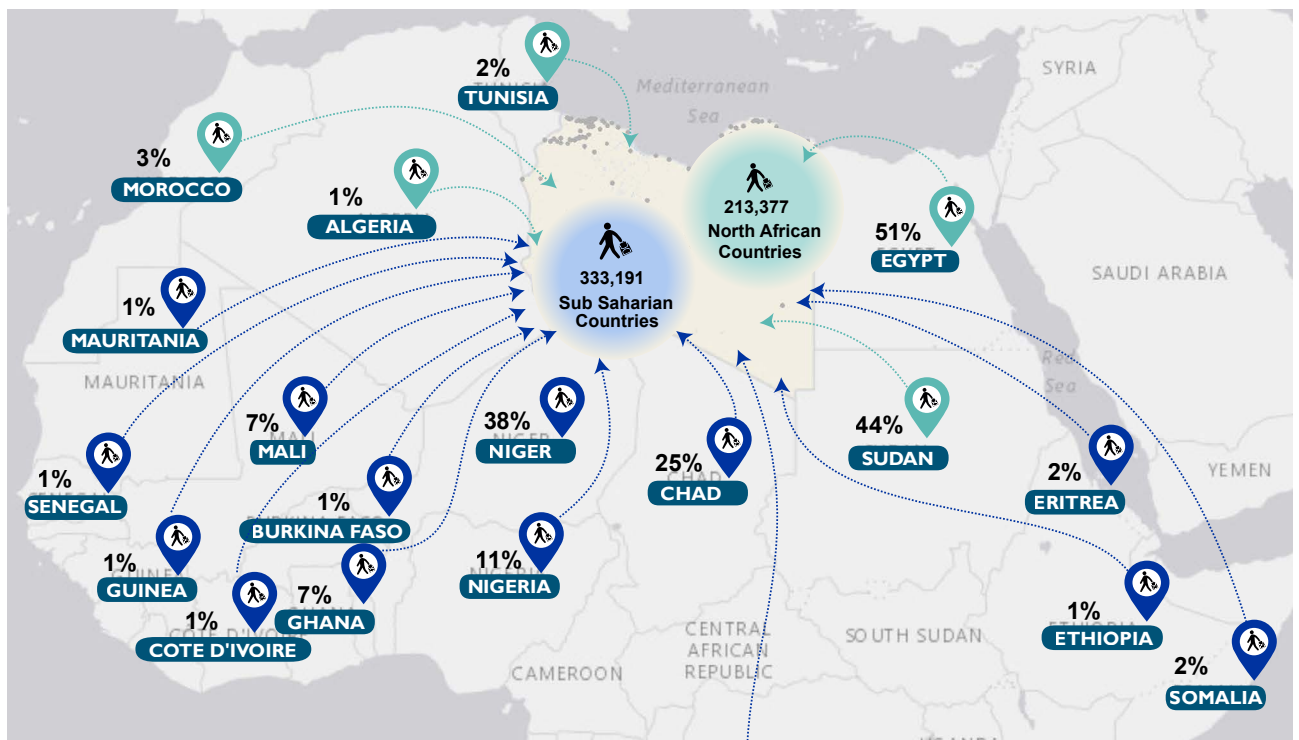 SYRIA
2%
TUNISIA
Mediterranean
Sea
3%
MOROCCO
1%
ALGERIA
213,377
North African
Countries
51%
EGYPT
333,191
Sub Saharian
Countries
SAUDI ARABIA
1%
MAURITANIA
MAURITANIA
Red
Sea
7%
MALI
38%
NIGER
25%
CHAD
44%
SUDAN
2%
ERITREA
YEMEN
1%
SENEGAL
1%
BURKINA FASO
1%
GUINEA
7%
GHANA
11%
NIGERIA
1%
COTE D'IVOIRE
CENTRAL
AFRICAN
REPUBLIC
SOUTH SUDAN
1%
ETHIOPIA
CAMEROON
2%
SOMALIA